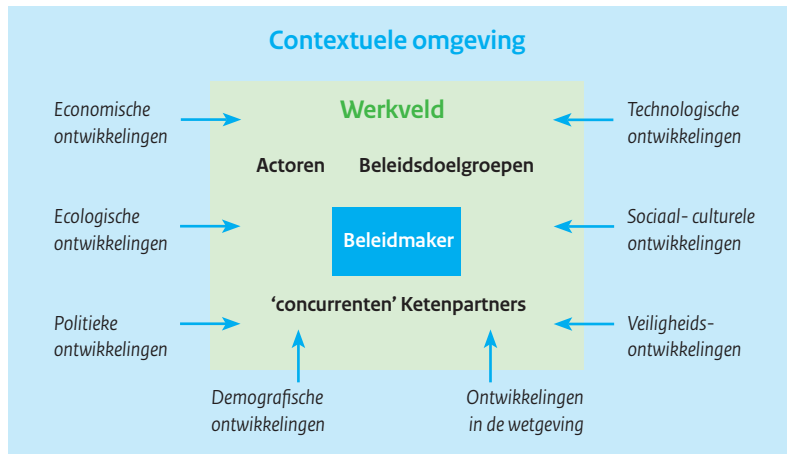 Contextuele omgeving
Werkveld
Economische
ontwikkelingen
Technologische
ontwikkelingen
Actoren Beleidsdoelgroepen
Ecologische
ontwikkelingen
Beleidmaker
Sociaal- culturele
ontwikkelingen
‘concurrenten’ Ketenpartners
Politieke
ontwikkelingen
Veiligheids-
ontwikkelingen
Demografische
ontwikkelingen
Ontwikkelingen
in de wetgeving